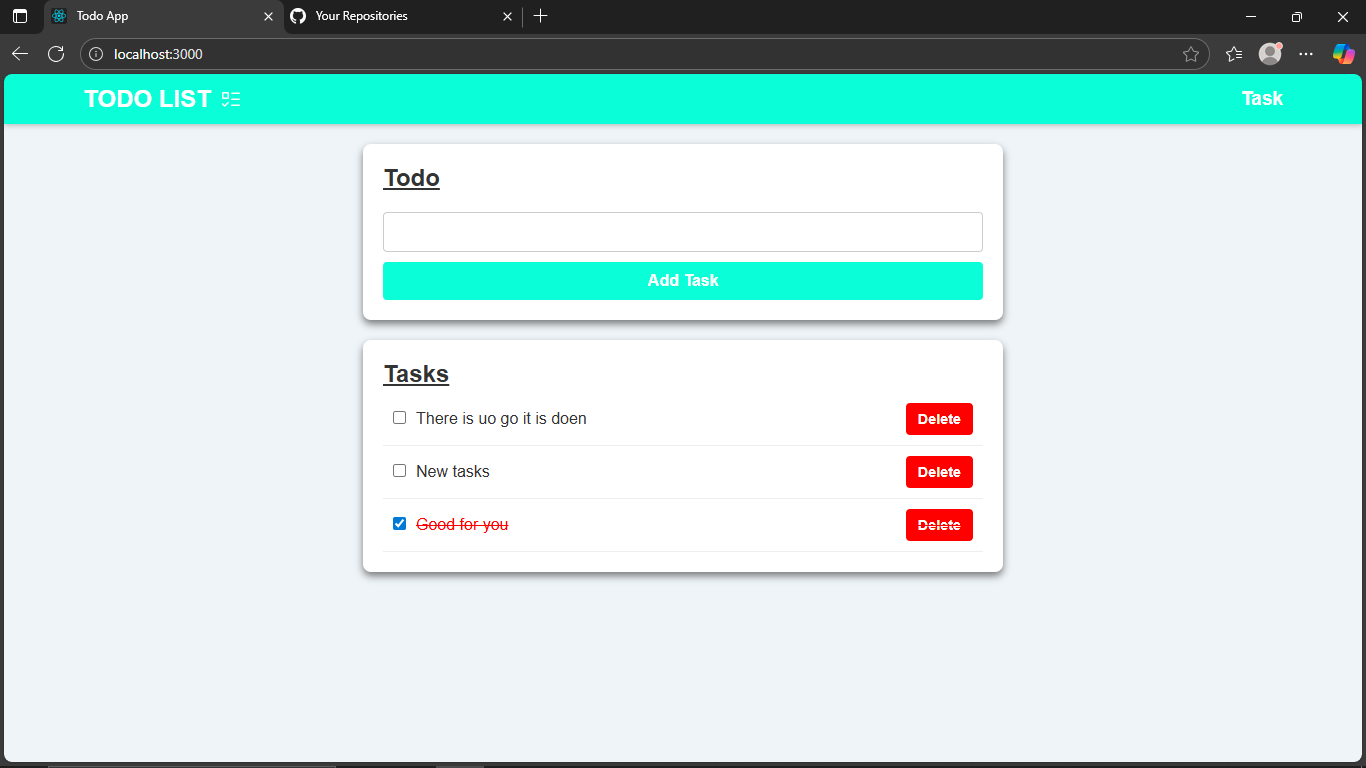 Todo App
Your Repositories
localhost:3000
TODO LIST
Task
Todo
Add Task
Tasks
There is uo go it is doen
Delete
New tasks
Delete
Good for you
Delete